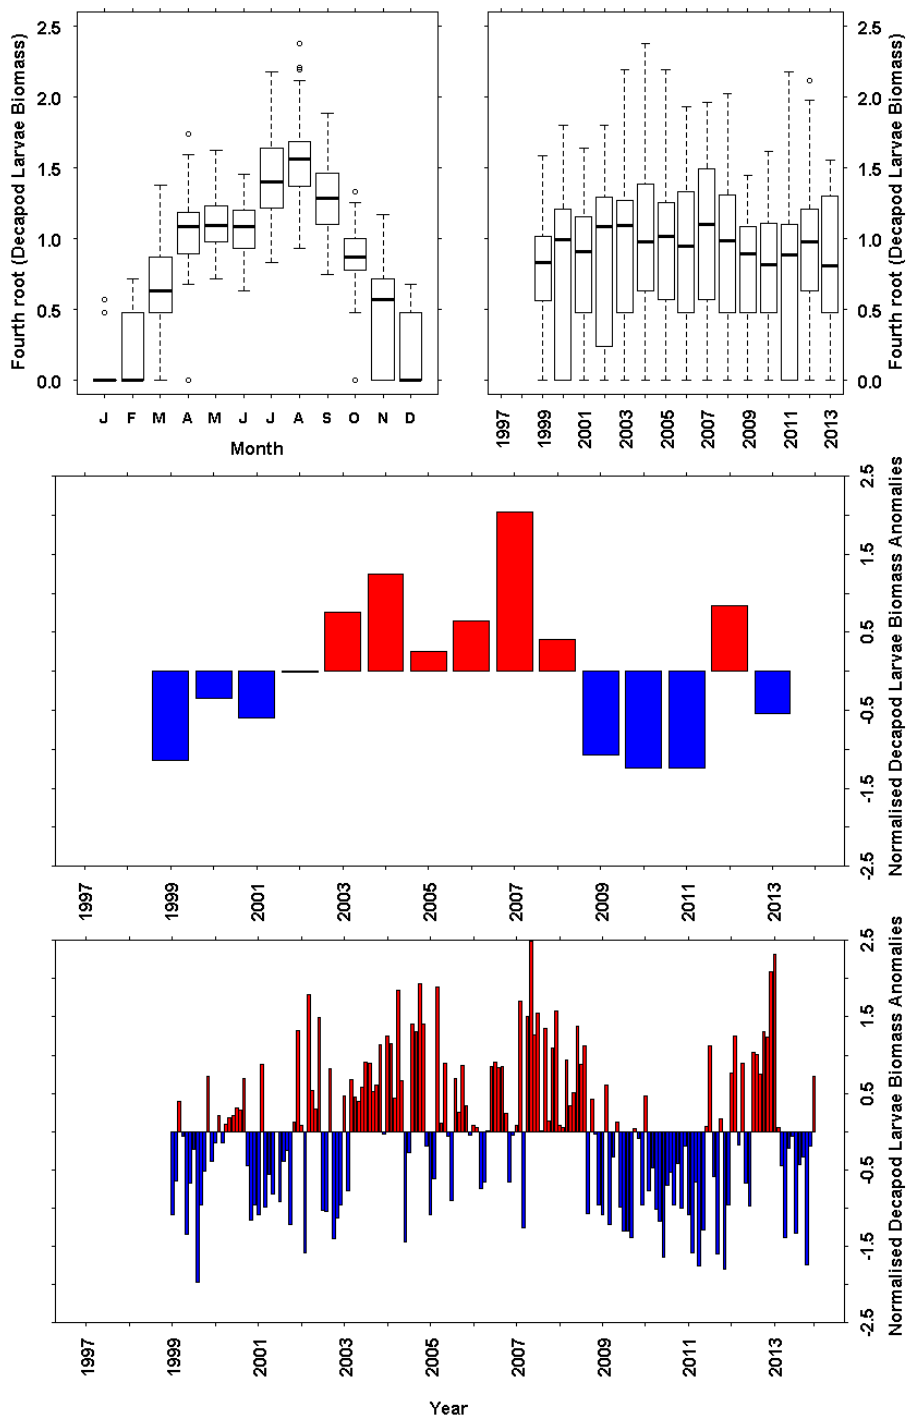 Fourth root (Decapod Larvae Biomass)
2.5
2.0
1.5
1.0
0.5
0.0
J F M A M J J A S O N D
Month
2.5
2.0
1.5
1.0
0.5
0.0
Fourth root (Decapod Larvae Biomass)
1997 1999 2001 2003 2005 2007 2009 2011 2013
2.5
1.5
0.5
-0.5
-1.5
-2.5
Normalised Decapod Larvae Biomass Anomalies
1997 1999 2001 2003 2005 2007 2009 2011 2013
2.5
1.5
0.5
-0.5
-1.5
-2.5
Normalised Decapod Larvae Biomass Anomalies
1997 1999 2001 2003 2005 2007 2009 2011 2013
Year